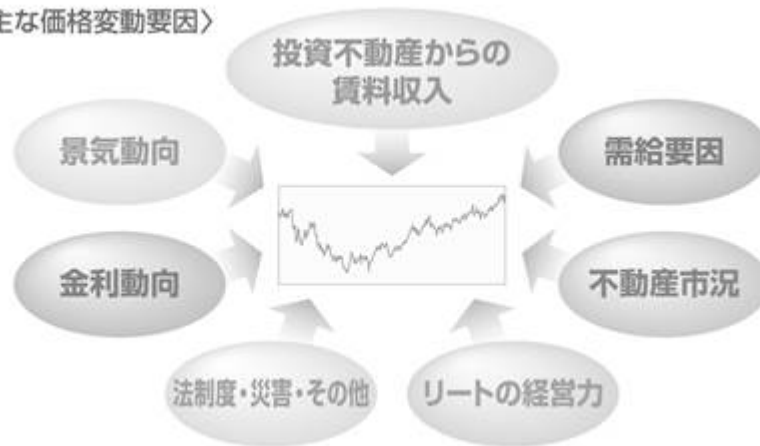 主な価格変動要因〉
投資不動産からの
賃料収入
景気動向
需給要因
金利動向
不動産市況
法制度・災害・その他
リートの経営力